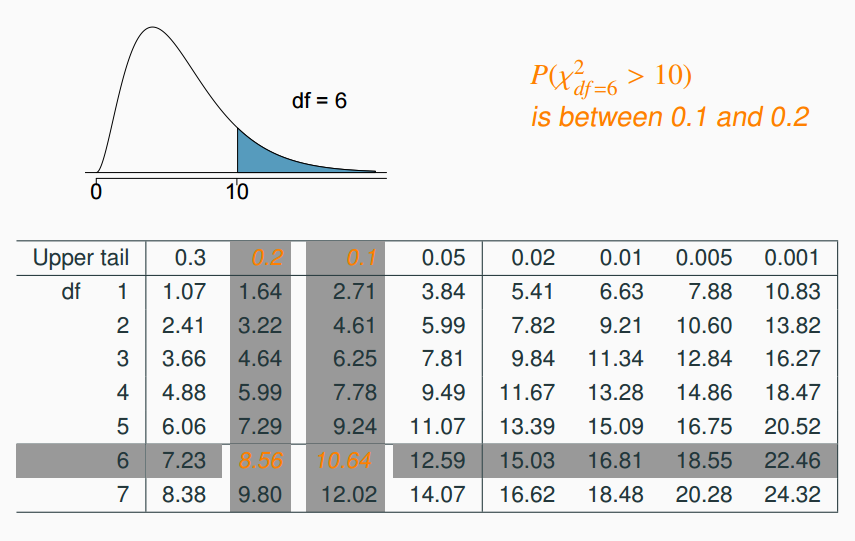 df = 6
0 10
P(χ²df=6 > 10)
is between 0.1 and 0.2
Upper tail 0.3 0.2 0.1 0.05 0.02 0.01 0.005 0.001
df 1 1.07 1.64 2.71 3.84 5.41 6.63 7.88 10.83
2 2.41 3.22 4.61 5.99 7.82 9.21 10.60 13.82
3 3.66 4.64 6.25 7.81 9.84 11.34 12.84 16.27
4 4.88 5.99 7.78 9.49 11.67 13.28 14.86 18.47
5 6.06 7.29 9.24 11.07 13.39 15.09 16.75 20.52
6 7.23 8.56 10.64 12.59 15.03 16.81 18.55 22.46
7 8.38 9.80 12.02 14.07 16.62 18.48 20.28 24.32